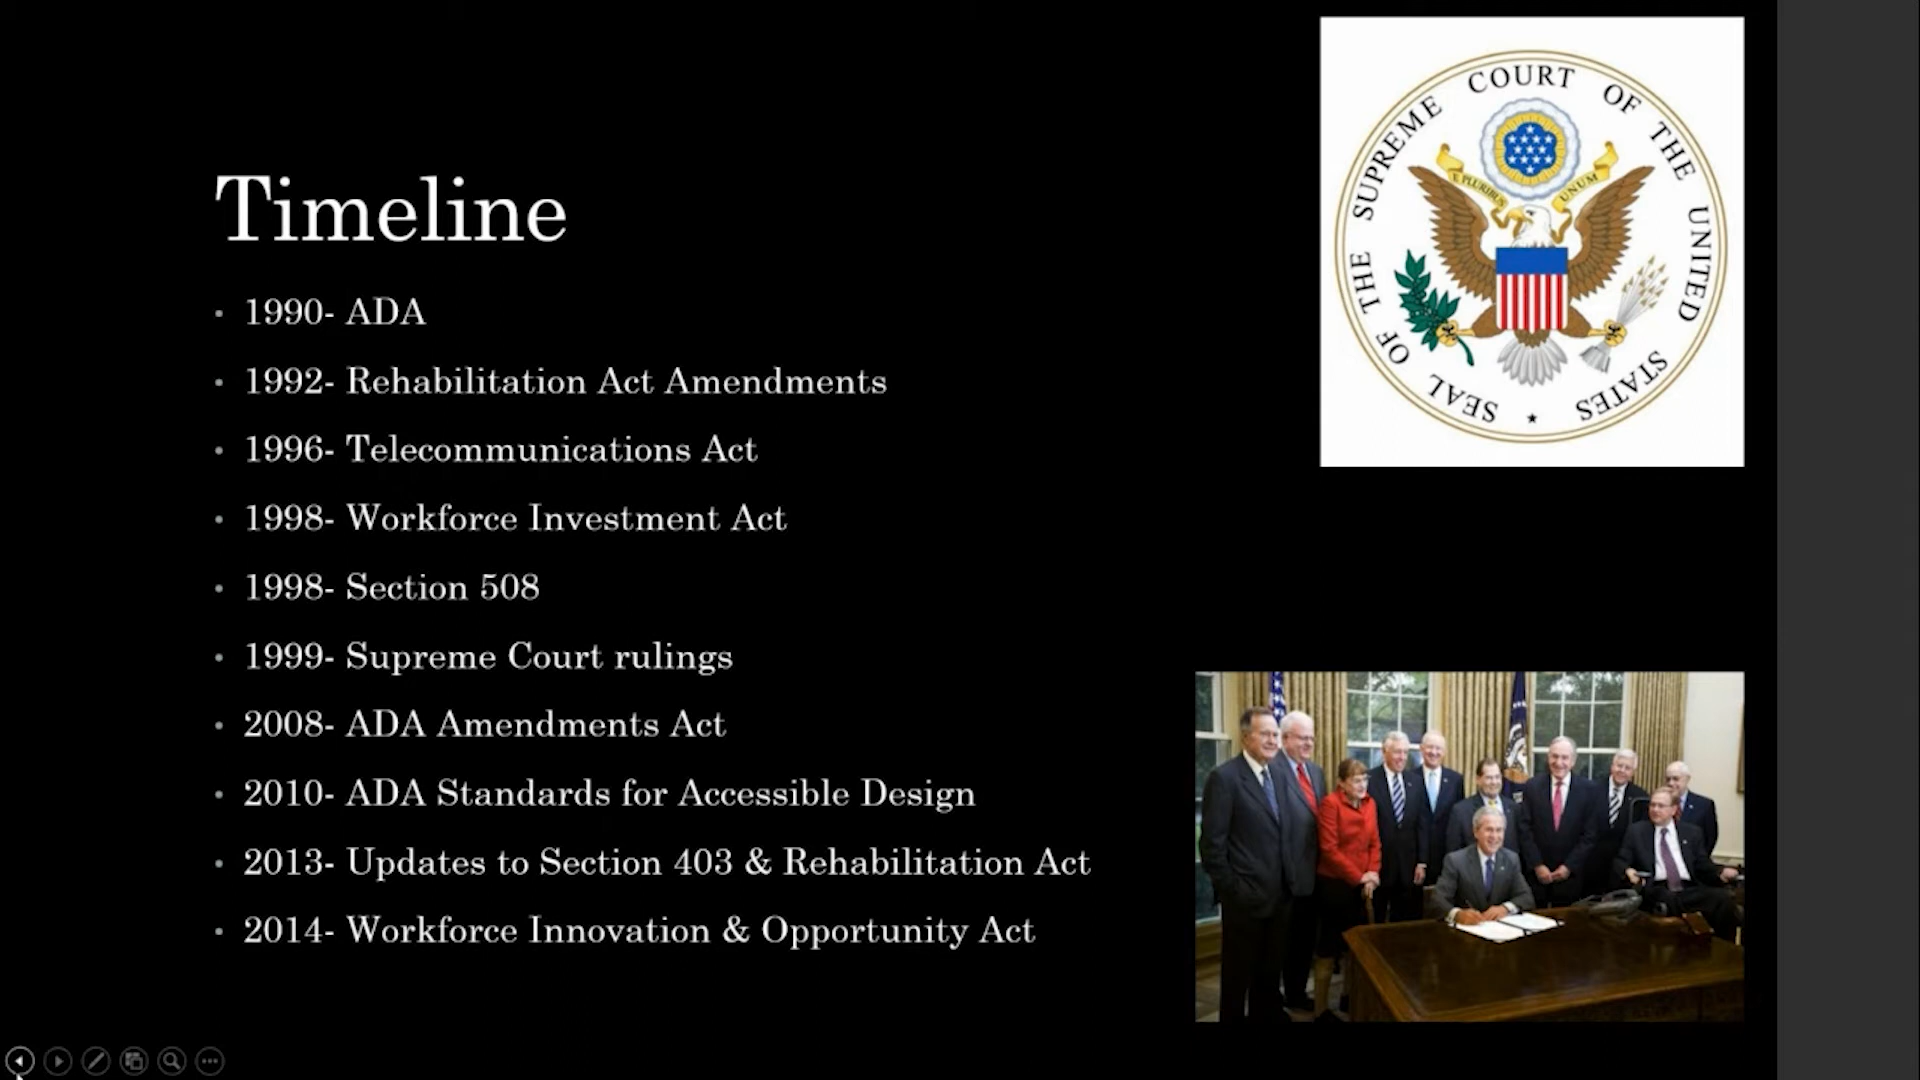 Timeline
1990- ADA
1992- Rehabilitation Act Amendments
1996- Telecommunications Act
1998- Workforce Investment Act
1998- Section 508
1999- Supreme Court rulings
2008- ADA Amendments Act
2010- ADA Standards for Accessible Design
2013- Updates to Section 403 & Rehabilitation Act
2014- Workforce Innovation & Opportunity Act
SEAL OF THE SUPREME COURT OF THE UNITED STATES
E PLURIBUS UNUM